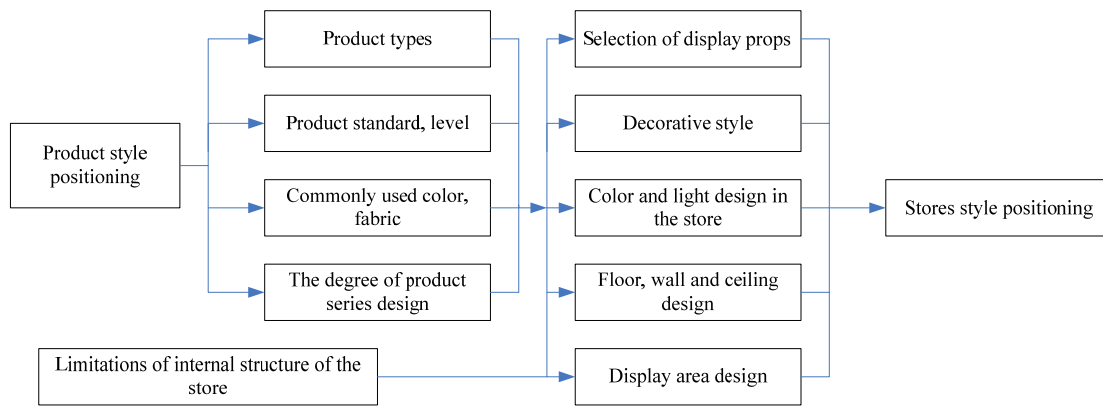 Product style
positioning
Product types
Product standard, level
Commonly used color,
fabric
The degree of product
series design
Limitations of internal structure of the
store
Selection of display props
Decorative style
Color and light design in
the store
Floor, wall and ceiling
design
Display area design
Stores style positioning